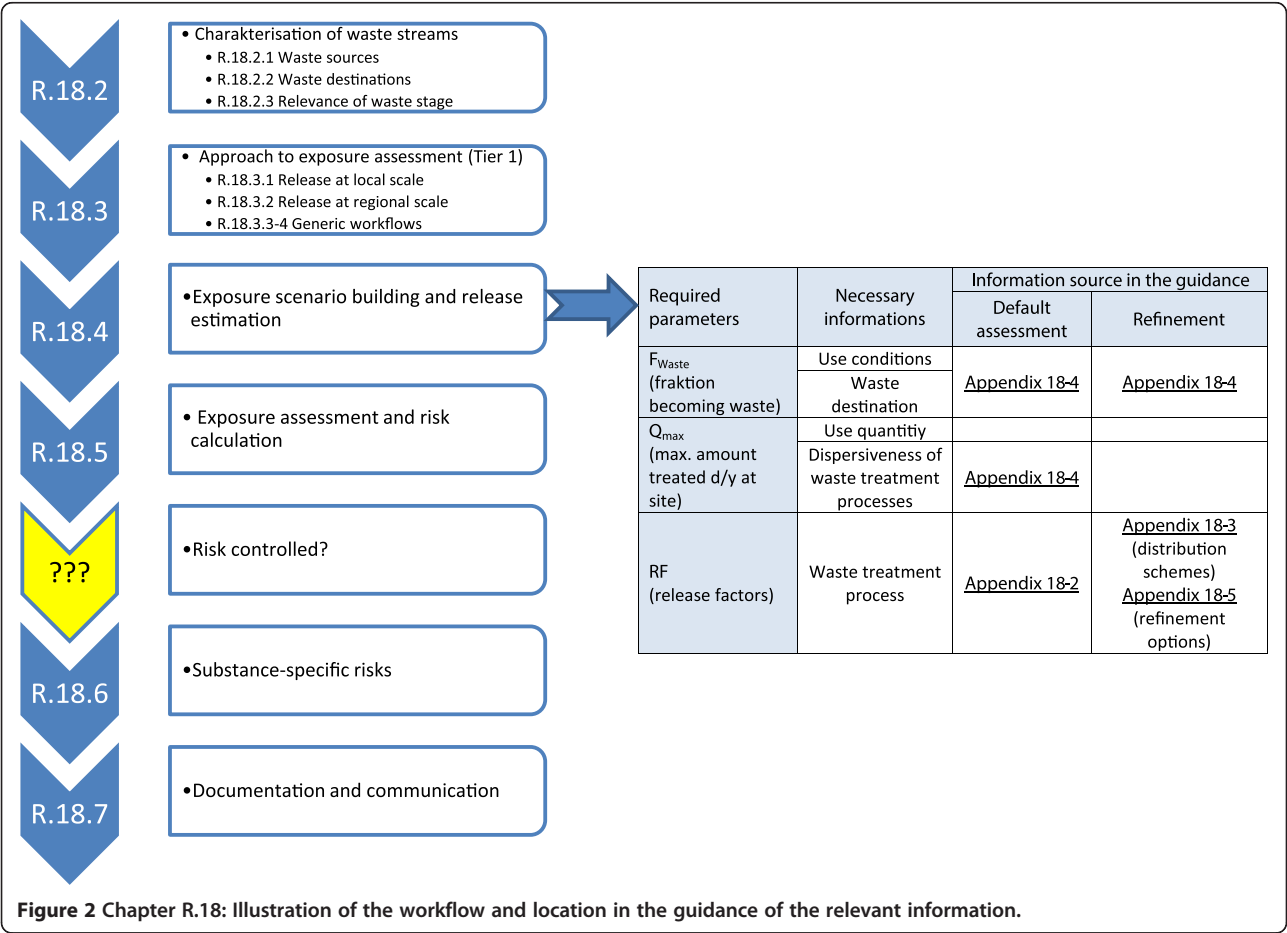 R.18.2
• Charakterisation of waste streams
• R.18.2.1 Waste sources
• R.18.2.2 Waste destinations
• R.18.2.3 Relevance of waste stage
R.18.3
• Approach to exposure assessment (Tier 1)
• R.18.3.1 Release at local scale
• R.18.3.2 Release at regional scale
• R.18.3.3-4 Generic workflows
R.18.4
•Exposure scenario building and release
estimation
R.18.5
• Exposure assessment and risk
calculation
???
•Risk controlled?
R.18.6
•Substance-specific risks
R.18.7
•Documentation and communication
Required
parameters
Necessary
informations
Information source in the guidance
Default
assessment
Refinement
FWaste
(fraktion
becoming waste)
Use conditions
Waste
destination
Appendix 18-4
Appendix 18-4
Qmax
(max. amount
treated d/y at
site)
Use quantitiy
Dispersiveness of
waste treatment
processes
Appendix 18-4
RF
(release factors)
Waste treatment
process
Appendix 18-2
Appendix 18-3
(distribution
schemes)
Appendix 18-5
(refinement
options)
Figure 2 Chapter R.18: Illustration of the workflow and location in the guidance of the relevant information.